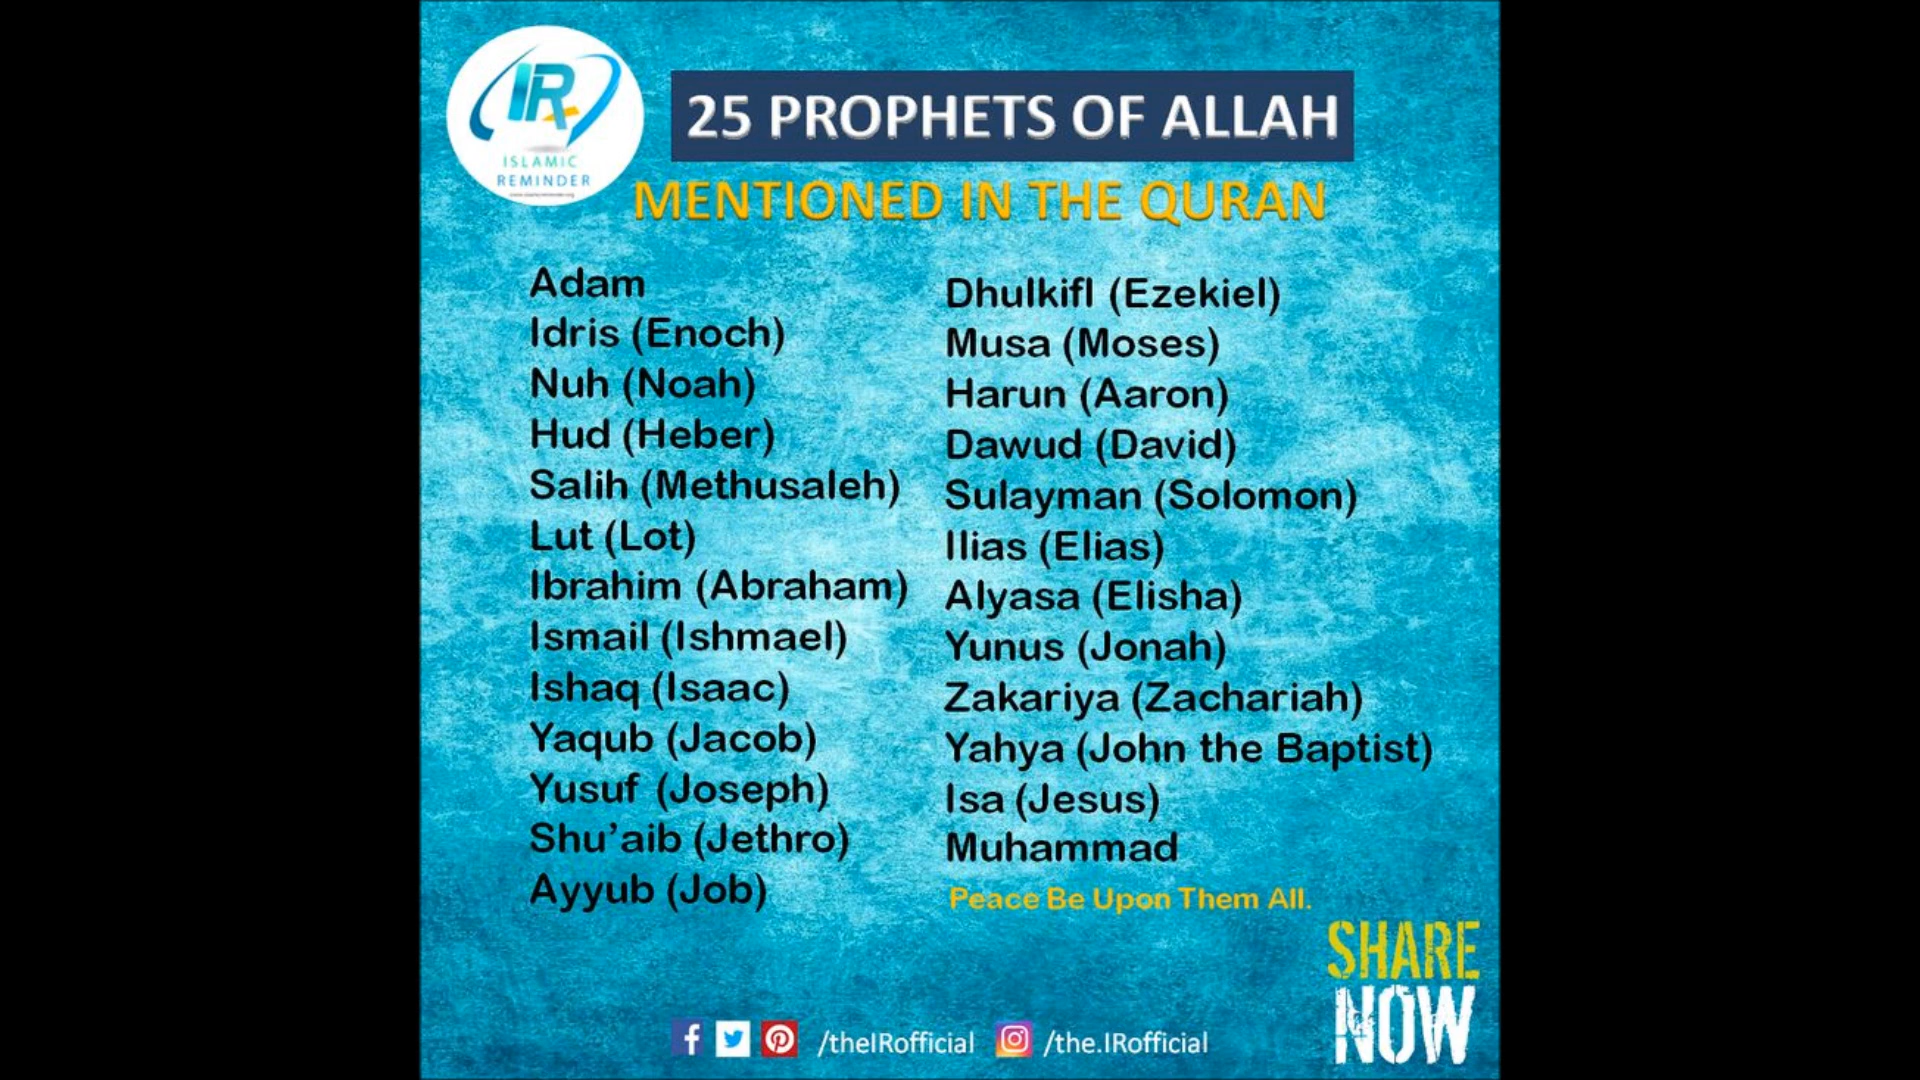 IR
ISLAMIC
REMINDER
25 PROPHETS OF ALLAH
MENTIONED IN THE QURAN
Adam
Idris (Enoch)
Nuh (Noah)
Hud (Heber)
Salih (Methusaleh)
Lut (Lot)
Ibrahim (Abraham)
Ismail (Ishmael)
Ishaq (Isaac)
Yaqub (Jacob)
Yusuf (Joseph)
Shu'aib (Jethro)
Ayyub (Job)
Dhulkifl (Ezekiel)
Musa (Moses)
Harun (Aaron)
Dawud (David)
Sulayman (Solomon)
Ilias (Elias)
Alyasa (Elisha)
Yunus (Jonah)
Zakariya (Zachariah)
Yahya (John the Baptist)
Isa (Jesus)
Muhammad
Peace Be Upon Them All.
SHARE
NOW
/theIRofficial /the.IRofficial